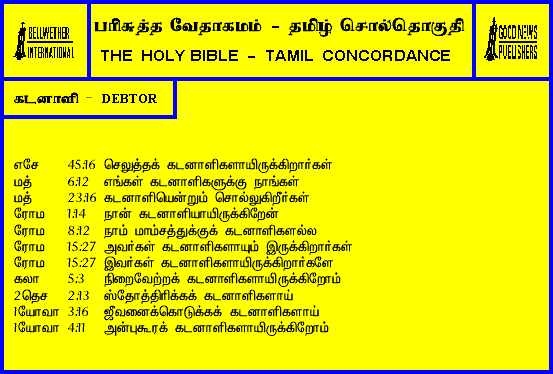 BELLWETHER
INTERNATIONAL
பரிசுத்த வேதாகமம் - தமிழ் சொல்தொகுதி
THE HOLY BIBLE - TAMIL CONCORDANCE
GOOD NEWS
PUBLISHERS
கடனாளி - DEBTOR
எசே 45:16 செலுத்தக் கடனாளிகளாயிருக்கிறார்கள்
மத் 6:12 எங்கள் கடனாளிகளுக்கு நாங்கள்
மத் 23:16 கடனாளியென்றும் சொல்லுகிறீர்கள்
ரோம 1:14 நான் கடனாளியாயிருக்கிறேன்
ரோம 8:12 நாம் மாம்சத்துக்குக் கடனாளிகளல்ல
ரோம 15:27 அவர்கள் கடனாளிகளாயும் இருக்கிறார்கள்
ரோம 15:27 இவர்கள் கடனாளிகளாயிருக்கிறார்களே
கலா 5:3 நிறைவேற்றக் கடனாளிகளாயிருக்கிறோம்
2தெச 2:13 ஸ்தோத்திரிக்கக் கடனாளிகளாய்
1யோவா 3:16 ஜீவனைக்கொடுக்கக் கடனாளிகளாய்
1யோவா 4:11 அன்புகூரக் கடனாளிகளாயிருக்கிறோம்